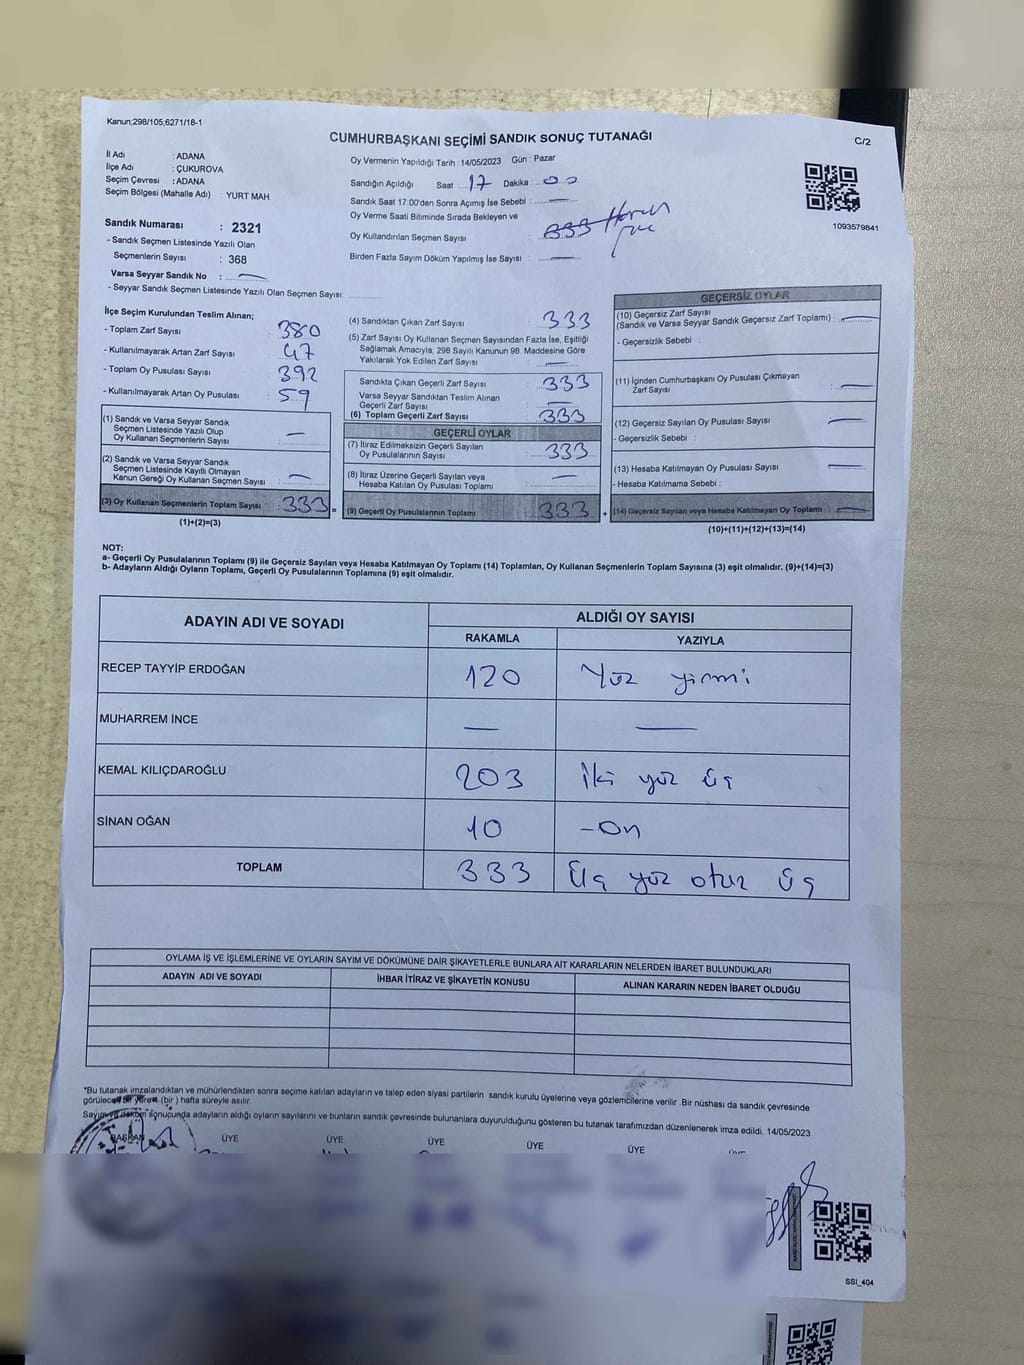 Kanun;298/105,6271/18-1
CUMHURBAŞKANI SEÇİMİ SANDIK SONUÇ TUTANAĞI
C/2
İl Adı : ADANA
İlçe Adı : ÇUKUROVA
Seçim Çevresi : ADANA
Seçim Bölgesi (Mahalle Adı) : YURT MAH
Sandık Numarası : 2321
- Sandık Seçmen Listesinde Yazılı Olan
Seçmenlerin Sayısı : 368
Varsa Seyyar Sandık No : —
- Seyyar Sandık Seçmen Listesinde Yazılı Olan Seçmen Sayısı:
Oy Vermenin Yapıldığı Tarih : 14/05/2023 Gün : Pazar
Sandığın Açıldığı Saat : 17 Dakika : 00
Sandık Saat 17:00'den Sonra Açımış İse Sebebi : —
Oy Verme Saati Bitiminde Sırada Bekleyen ve
Oy Kullandırılan Seçmen Sayısı : 333
Birden Fazla Sayım Döküm Yapılmış İse Sayısı : —
1093579841
İlçe Seçim Kurulundan Teslim Alınan;
- Toplam Zarf Sayısı : 380
- Kullanılmayarak Artan Zarf Sayısı : 47
- Toplam Oy Pusulası Sayısı : 392
- Kullanılmayarak Artan Oy Pusulası : 59
(1) Sandık ve Varsa Seyyar Sandık
Seçmen Listesinde Yazılı Olup
Oy Kullanan Seçmenlerin Sayısı : —
(2) Sandık ve Varsa Seyyar Sandık
Seçmen Listesinde Kayıtlı Olmayan
Kanun Gereği Oy Kullanan Seçmen Sayısı : —
(3) Oy Kullanan Seçmenlerin Toplam Sayısı : 333 =
(1)+(2)=(3)
(4) Sandıktan Çıkan Zarf Sayısı : 333
(5) Zarf Sayısı Oy Kullanan Seçmen Sayısından Fazla İse, Eşitliği
Sağlamak Amacıyla, 298 Sayılı Kanunun 98. Maddesine Göre
Yakılarak Yok Edilen Zarf Sayısı : —
Sandıkta Çıkan Geçerli Zarf Sayısı : 333
Varsa Seyyar Sandıktan Teslim Alınan
Geçerli Zarf Sayısı : —
(6) Toplam Geçerli Zarf Sayısı : 333
GEÇERLİ OYLAR
(7) İtiraz Edilmeksizin Geçerli Sayılan
Oy Pusulalarının Sayısı : 333
(8) İtiraz Üzerine Geçerli Sayılan veya
Hesaba Katılan Oy Pusulası Toplamı : —
(9) Geçerli Oy Pusulalarının Toplamı : 333 +
GEÇERSİZ OYLAR
(10) Geçersiz Zarf Sayısı
(Sandık ve Varsa Seyyar Sandık Geçersiz Zarf Toplamı) : —
- Geçersizlik Sebebi :
(11) İçinden Cumhurbaşkanı Oy Pusulası Çıkmayan
Zarf Sayısı : —
(12) Geçersiz Sayılan Oy Pusulası Sayısı : —
- Geçersizlik Sebebi :
(13) Hesaba Katılmayan Oy Pusulası Sayısı : —
- Hesaba Katılmama Sebebi :
(14) Geçersiz Sayılan veya Hesaba Katılmayan Oy Toplamı : —
(10)+(11)+(12)+(13)=(14)
NOT:
a- Geçerli Oy Pusulalarının Toplamı (9) ile Geçersiz Sayılan veya Hesaba Katılmayan Oy Toplamı (14) Toplamları, Oy Kullanan Seçmenlerin Toplam Sayısına (3) eşit olmalıdır. (9)+(14)=(3)
b- Adayların Aldığı Oyların Toplamı, Geçerli Oy Pusulalarının Toplamına (9) eşit olmalıdır.
ADAYIN ADI VE SOYADI ALDIĞI OY SAYISI
RAKAMLA YAZIYLA
RECEP TAYYİP ERDOĞAN 120 Yüz yirmi
MUHARREM İNCE — —
KEMAL KILIÇDAROĞLU 203 İki yüz üç
SİNAN OĞAN 10 -On
TOPLAM 333 Üç yüz otuz üç
OYLAMA İŞ VE İŞLEMLERİNE VE OYLARIN SAYIM VE DÖKÜMÜNE DAİR ŞİKAYETLERLE BUNLARA AİT KARARLARIN NELERDEN İBARET BULUNDUKLARI
ADAYIN ADI VE SOYADI İHBAR İTİRAZ VE ŞİKAYETİN KONUSU ALINAN KARARIN NEDEN İBARET OLDUĞU
*Bu tutanak imzalandıktan ve mühürlendikten sonra seçime katılan adayların ve talep eden siyasi partilerin sandık kurulu üyelerine veya gözlemcilerine verilir .Bir nüshası da sandık çevresinde
görülecek bir yere (bir ) hafta süreyle asılır.
Sayım ve döküm sonucunda adayların aldığı oyların sayılarını ve bunların sandık çevresinde bulunanlara duyurulduğunu gösteren bu tutanak tarafımızdan düzenlenerek imza edildi. 14/05/2023
BAŞKAN ÜYE ÜYE ÜYE ÜYE ÜYE
SSI_404